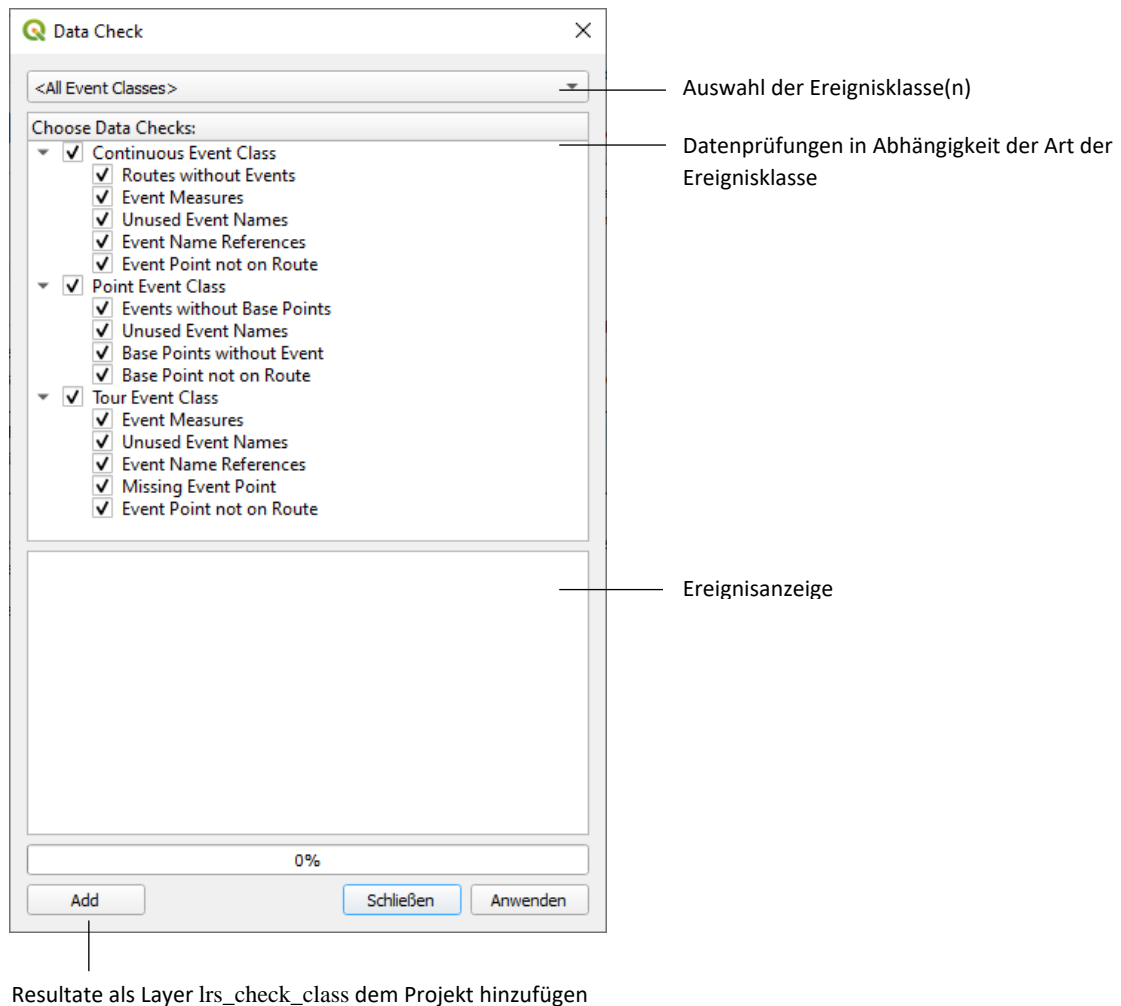 Data Check
<All Event Classes>
Auswahl der Ereignisklasse(n)
Choose Data Checks:
Datenprüfungen in Abhängigkeit der Art der
Ereignisklasse
Continuous Event Class
Routes without Events
Event Measures
Unused Event Names
Event Name References
Event Point not on Route
Point Event Class
Events without Base Points
Unused Event Names
Base Points without Event
Base Point not on Route
Tour Event Class
Event Measures
Unused Event Names
Event Name References
Missing Event Point
Event Point not on Route
Ereignisanzeige
0%
Add
Schließen
Anwenden
Resultate als Layer lrs_check_class dem Projekt hinzufügen